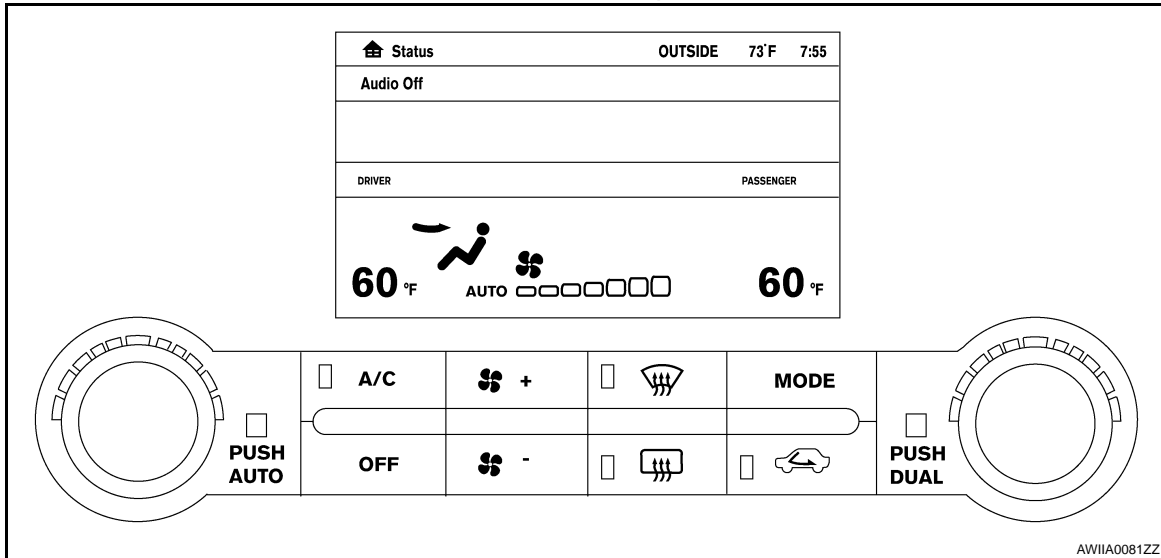 Status OUTSIDE 73°F 7:55
Audio Off
DRIVER PASSENGER
60 °F AUTO 60 °F
A/C + MODE
PUSH AUTO
OFF -
PUSH DUAL
AWIIA0081ZZ